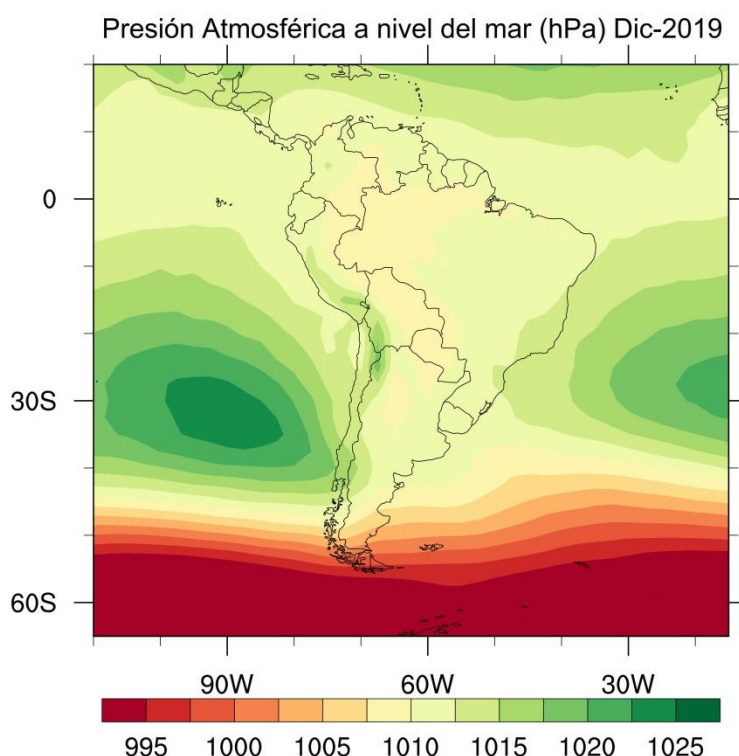 Presión Atmosférica a nivel del mar (hPa) Dic-2019
0
30S
60S
90W 60W 30W
995 1000 1005 1010 1015 1020 1025